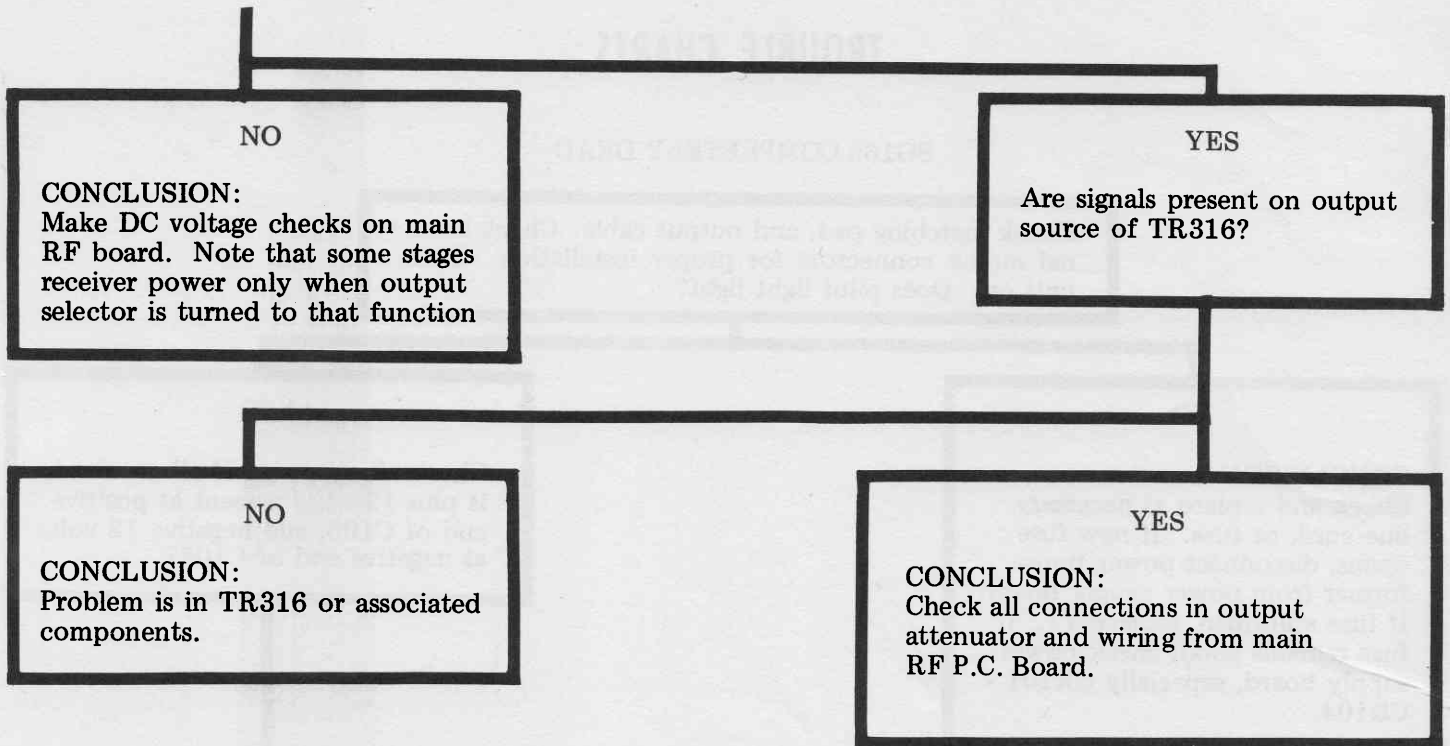 NO
CONCLUSION:
Make DC voltage checks on main
RF board. Note that some stages
receiver power only when output
selector is turned to that function
YES
Are signals present on output
source of TR316?
NO
CONCLUSION:
Problem is in TR316 or associated
components.
YES
CONCLUSION:
Check all connections in output
attenuator and wiring from main
RF P.C. Board.